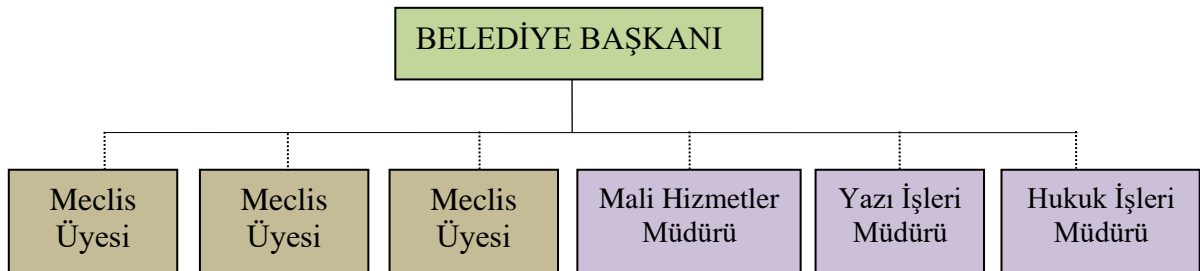 BELEDİYE BAŞKANI
Meclis
Üyesi
Meclis
Üyesi
Meclis
Üyesi
Mali Hizmetler
Müdürü
Yazı İşleri
Müdürü
Hukuk İşleri
Müdürü